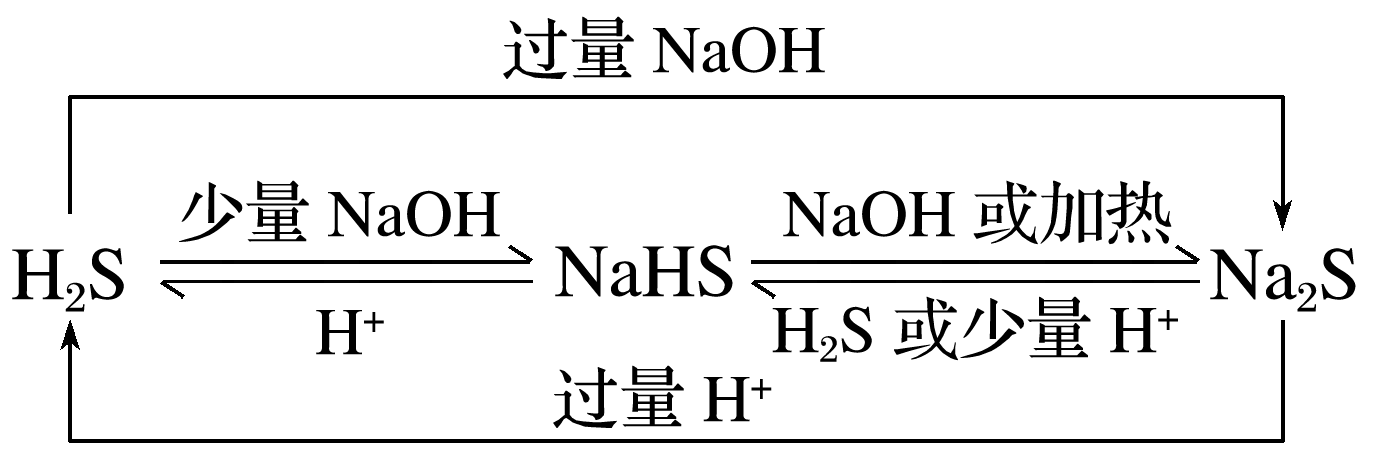 过量 NaOH
少量 NaOH
NaOH 或加热
H₂S
NaHS
Na₂S
H⁺
H₂S 或少量 H⁺
过量 H⁺